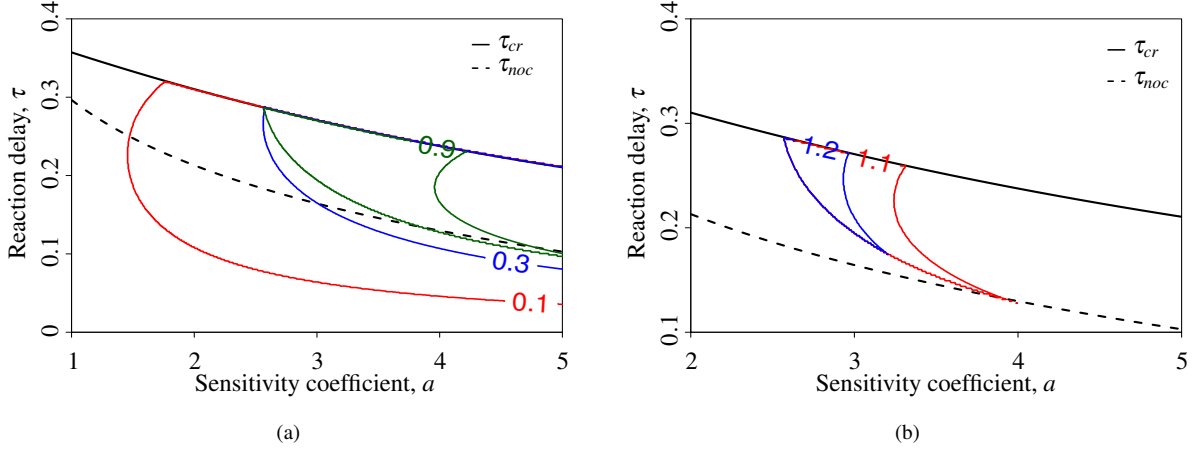 0.4
0.3
0.2
0.1
0
Reaction delay, τ
τcr
τnoc
0.9
0.3
0.1
1 2 3 4 5
Sensitivity coefficient, a
(a)
0.4
0.3
0.2
0.1
Reaction delay, τ
τcr
τnoc
1.2
1.1
2 3 4 5
Sensitivity coefficient, a
(b)